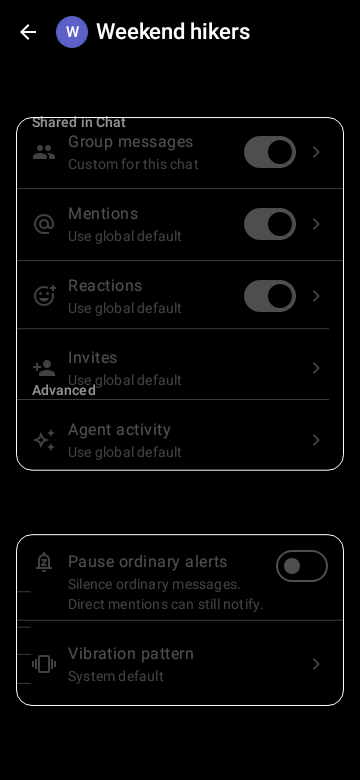 W Weekend hikers
Shared in Chat
Group messages
Custom for this chat
Mentions
Use global default
Reactions
Use global default
Invites
Use global default
Advanced
Agent activity
Use global default
Pause ordinary alerts
Silence ordinary messages.
Direct mentions can still notify.
Vibration pattern
System default